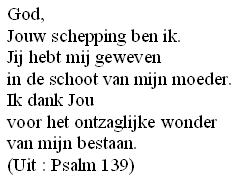 God,
Jouw schepping ben ik.
Jij hebt mij geweven
in de schoot van mijn moeder.
Ik dank Jou
voor het ontzaglijke wonder
van mijn bestaan.
(Uit : Psalm 139)